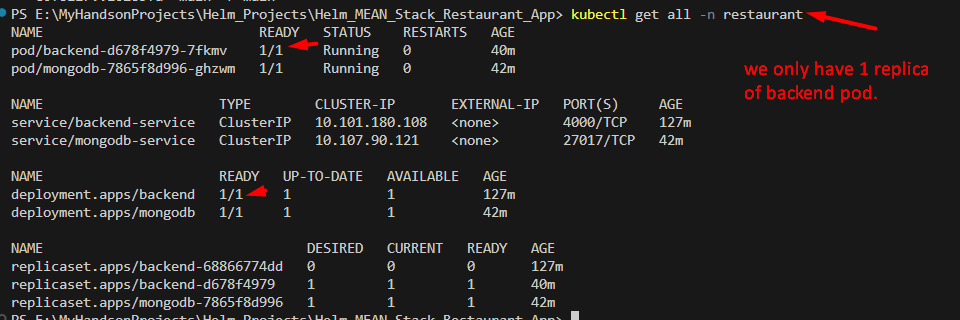 PS E:\MyHandsonProjects\Helm_Projects\Helm_MEAN_Stack_Restaurant_App> kubectl get all -n restaurant
NAME READY STATUS RESTARTS AGE
pod/backend-d678f4979-7fkmv 1/1 Running 0 40m
pod/mongodb-7865f8d996-ghzwm 1/1 Running 0 42m
we only have 1 replica
of backend pod.
NAME TYPE CLUSTER-IP EXTERNAL-IP PORT(S) AGE
service/backend-service ClusterIP 10.101.180.108 <none> 4000/TCP 127m
service/mongodb-service ClusterIP 10.107.90.121 <none> 27017/TCP 42m
NAME READY UP-TO-DATE AVAILABLE AGE
deployment.apps/backend 1/1 1 1 127m
deployment.apps/mongodb 1/1 1 1 42m
NAME DESIRED CURRENT READY AGE
replicaset.apps/backend-68866774dd 0 0 0 127m
replicaset.apps/backend-d678f4979 1 1 1 40m
replicaset.apps/mongodb-7865f8d996 1 1 1 42m
PS E:\MyHandsonProjects\Helm_Projects\Helm_MEAN_Stack_Restaurant_App>